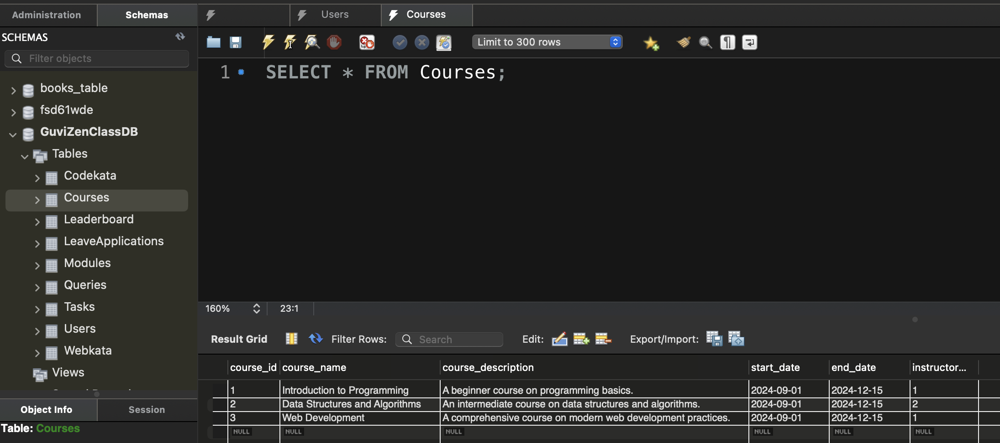 Administration
Schemas
Users
Courses
SCHEMAS
Filter objects
Limit to 300 rows
1 SELECT * FROM Courses;
books_table
fsd61wde
GuviZenClassDB
Tables
Codekata
Courses
Leaderboard
LeaveApplications
Modules
Queries
Tasks
Users
Webkata
Views
160%
23:1
Result Grid
Filter Rows:
Search
Edit:
Export/Import:
course_id course_name course_description start_date end_date instructor...
1 Introduction to Programming A beginner course on programming basics. 2024-09-01 2024-12-15 1
2 Data Structures and Algorithms An intermediate course on data structures and algorithms. 2024-09-01 2024-12-15 2
3 Web Development A comprehensive course on modern web development practices. 2024-09-01 2024-12-15 1
NULL NULL NULL NULL NULL NULL
Object Info
Session
Table: Courses